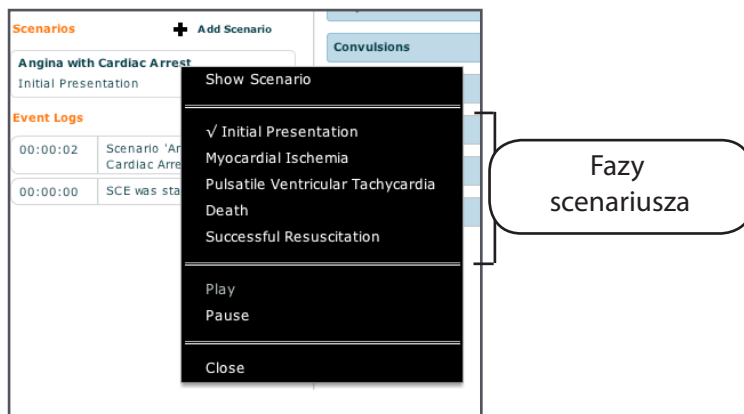 Scenarios
Add Scenario
Angina with Cardiac Arrest
Initial Presentation
Event Logs
00:00:02
Scenario 'An
Cardiac Arre
00:00:00
SCE was sta
Convulsions
Show Scenario
√ Initial Presentation
Myocardial Ischemia
Pulsatile Ventricular Tachycardia
Death
Successful Resuscitation
Play
Pause
Close
Fazy
scenariusza